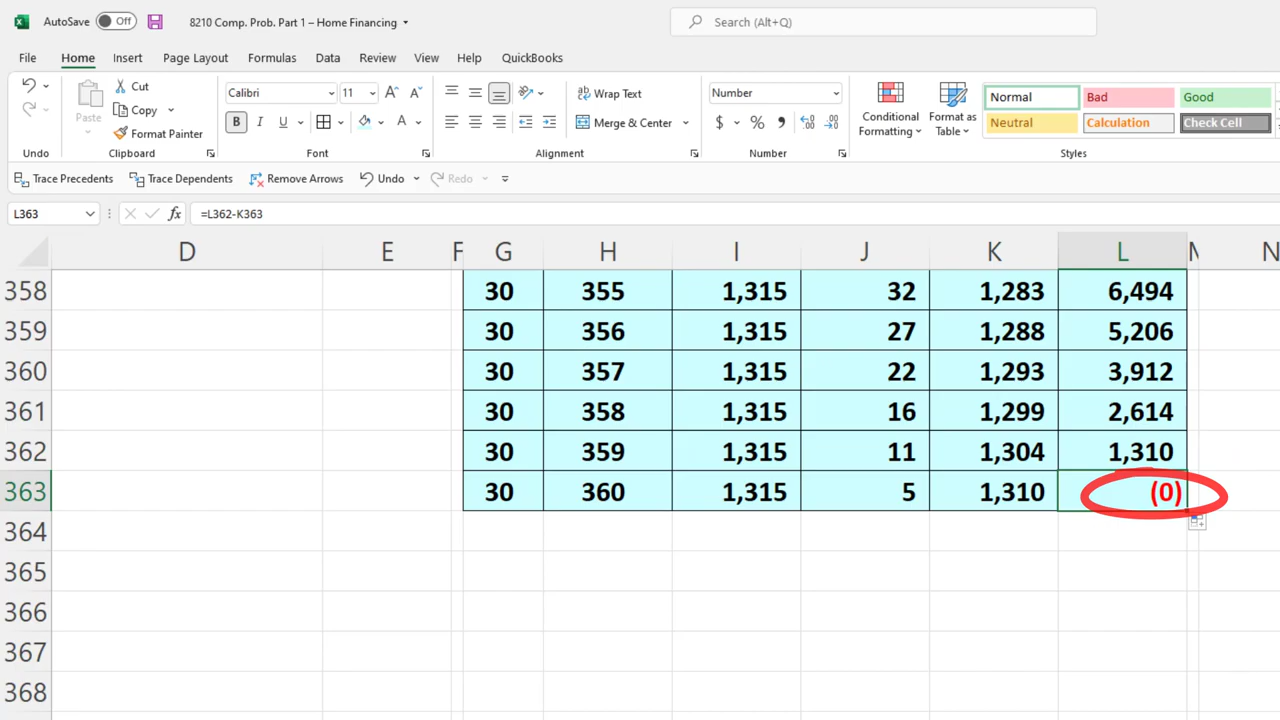 AutoSave Off 8210 Comp. Prob. Part 1 – Home Financing Search (Alt+Q)
File Home Insert Page Layout Formulas Data Review View Help QuickBooks
Paste Cut Copy Format Painter
Calibri 11 B I U A A A
Wrap Text Merge & Center
Number $ % 9
Conditional Formatting Format as Table
Normal Bad Good
Neutral Calculation Check Cell
Undo Clipboard Font Alignment Number Styles
Trace Precedents Trace Dependents Remove Arrows Undo Redo
L363 fx =L362-K363
D E F G H I J K L M N
358 30 355 1,315 32 1,283 6,494
359 30 356 1,315 27 1,288 5,206
360 30 357 1,315 22 1,293 3,912
361 30 358 1,315 16 1,299 2,614
362 30 359 1,315 11 1,304 1,310
363 30 360 1,315 5 1,310 (0)
364
365
366
367
368